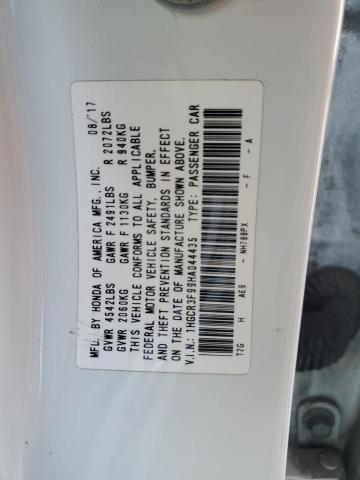 MFD. BY HONDA OF AMERICA MFG., INC. 08/17
GVWR 4542LBS GAWR F 2491LBS R 2072LBS
GVWR 2060KG GAWR F 1130KG R 940KG
THIS VEHICLE CONFORMS TO ALL APPLICABLE
FEDERAL MOTOR VEHICLE SAFETY, BUMPER,
AND THEFT PREVENTION STANDARDS IN EFFECT
ON THE DATE OF MANUFACTURE SHOWN ABOVE.
V.I.N.: 1HGCR3F99HA044435 TYPE: PASSENGER CAR
T2G H AE9 - NH788PX - F - A